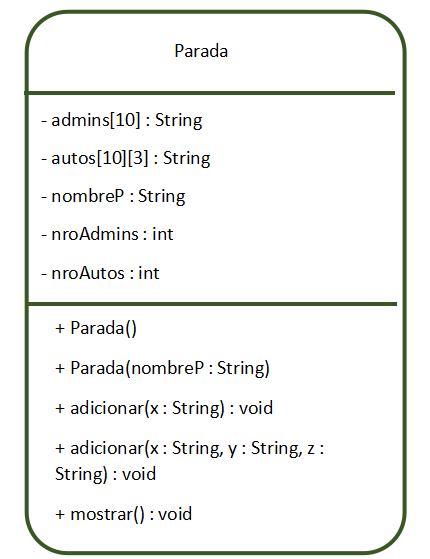 Parada
- admins[10] : String
- autos[10][3] : String
- nombreP : String
- nroAdmins : int
- nroAutos : int
+ Parada()
+ Parada(nombreP : String)
+ adicionar(x : String) : void
+ adicionar(x : String, y : String, z :
String) : void
+ mostrar() : void